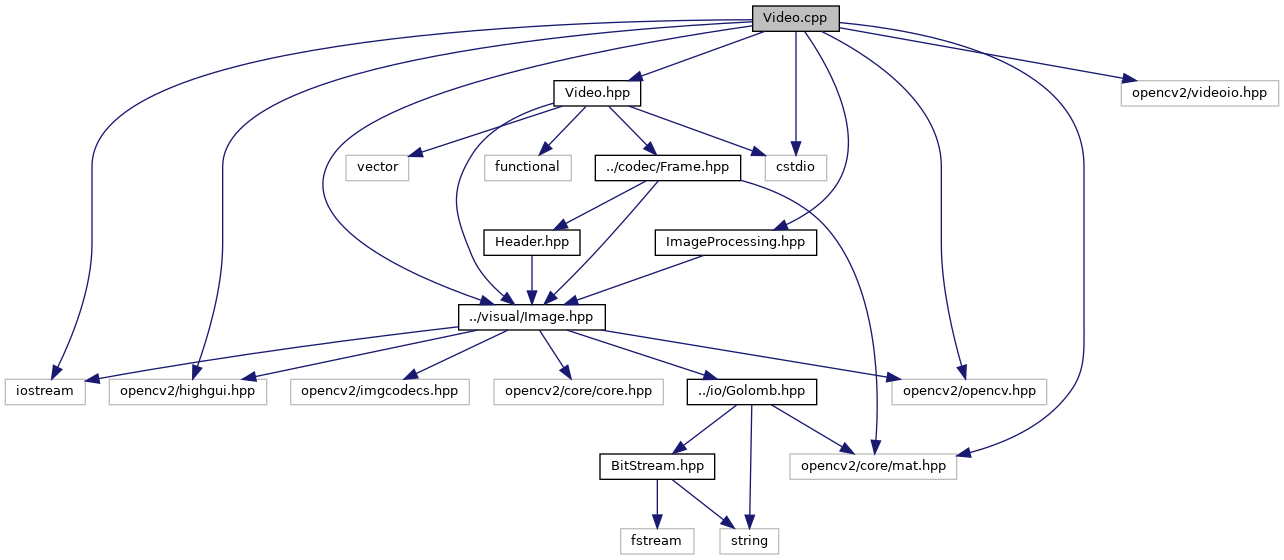 Video.cpp
Video.hpp
opencv2/videoio.hpp
vector
functional
../codec/Frame.hpp
cstdio
Header.hpp
ImageProcessing.hpp
../visual/Image.hpp
iostream
opencv2/highgui.hpp
opencv2/imgcodecs.hpp
opencv2/core/core.hpp
../io/Golomb.hpp
opencv2/opencv.hpp
BitStream.hpp
opencv2/core/mat.hpp
fstream
string